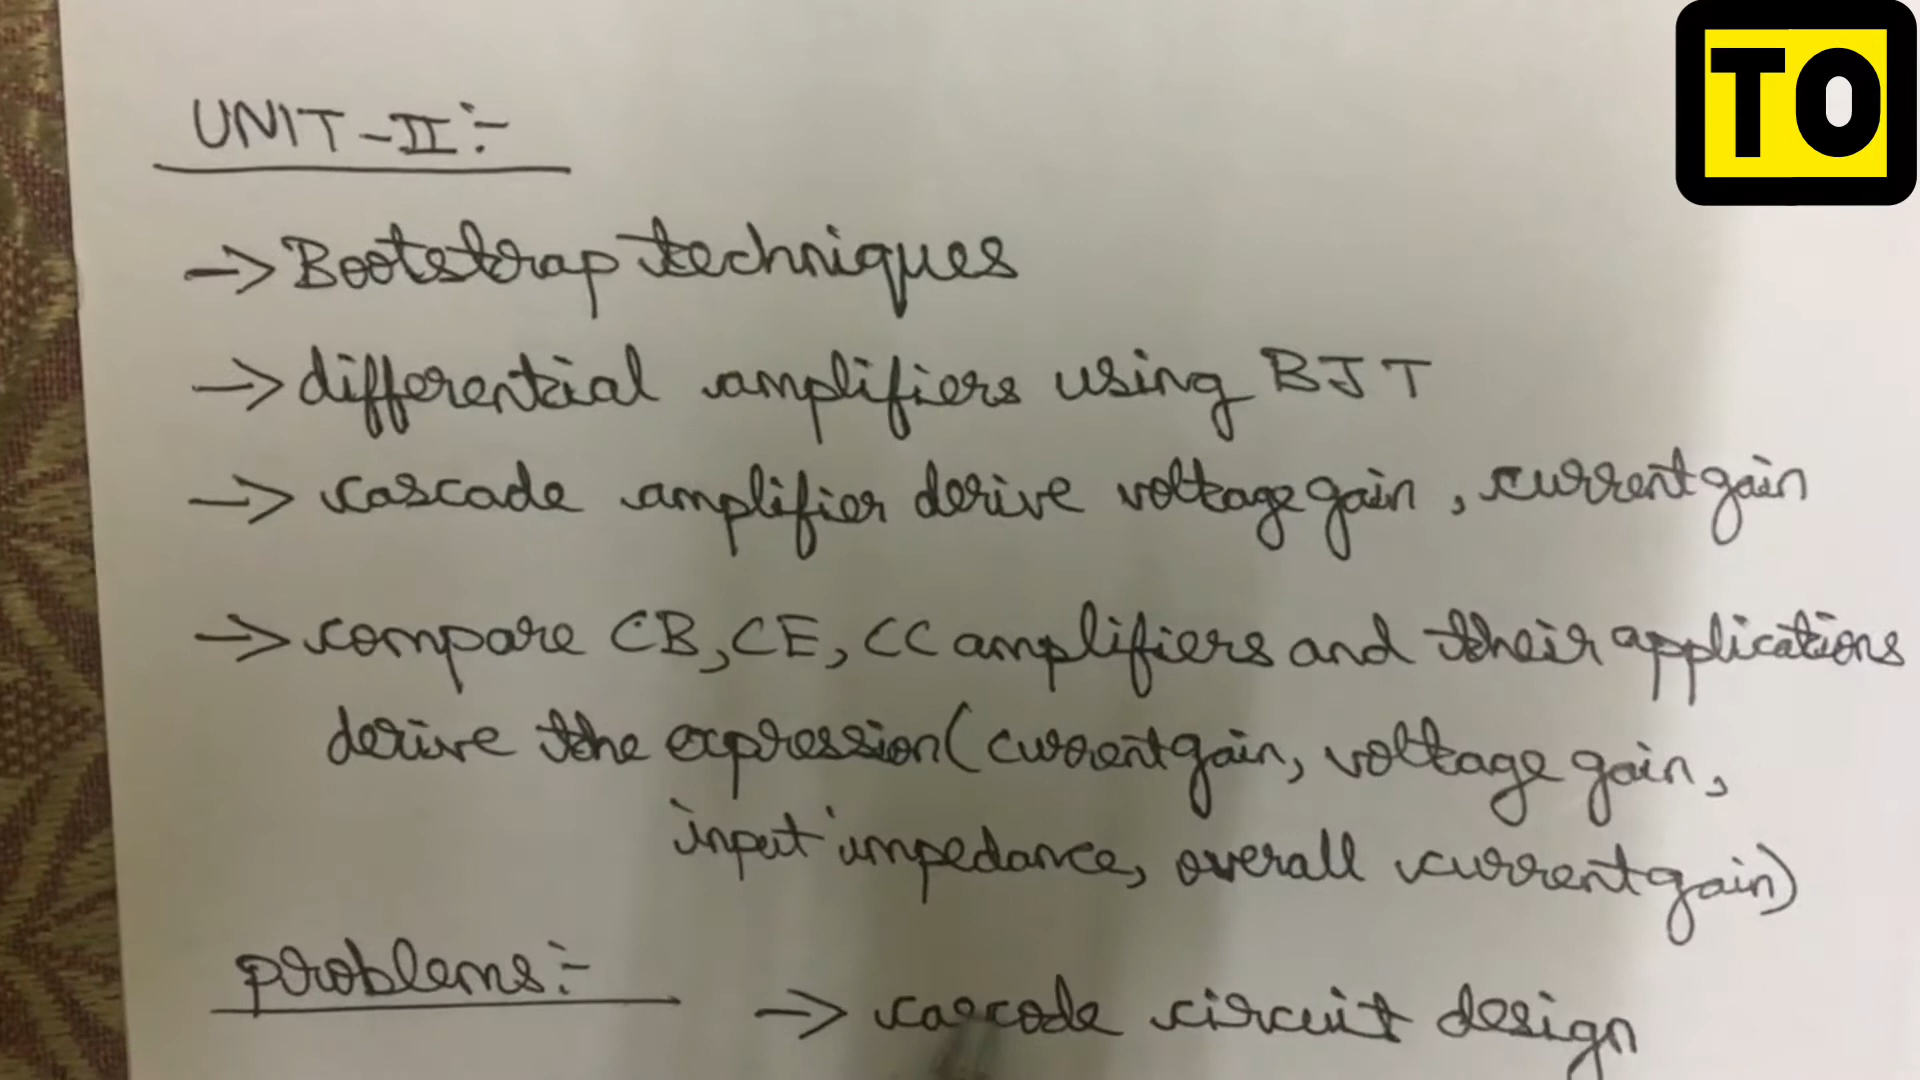 TO
UNIT-II:-
→ Bootstrap techniques
→ differential amplifiers using BJT
→ cascade amplifier derive voltage gain, current gain
→ compare CB, CE, CC amplifiers and their applications
derive the expression (current gain, voltage gain,
input impedance, overall current gain)
problems:-
→ cascode circuit design